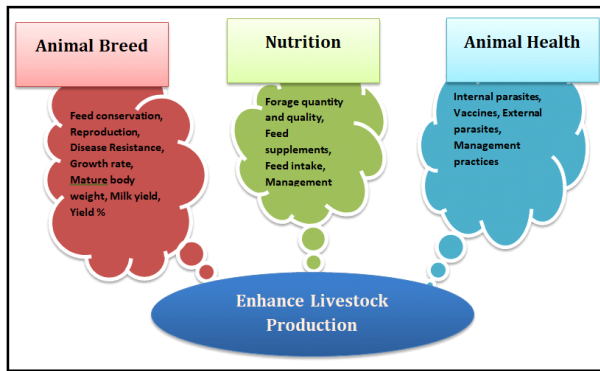 Animal Breed
Feed conservation,
Reproduction,
Disease Resistance,
Growth rate,
Mature body
weight, Milk yield,
Yield %
Nutrition
Forage quantity
and quality,
Feed
supplements,
Feed intake,
Management
Animal Health
Internal parasites,
Vaccines, External
parasites,
Management
practices
Enhance Livestock
Production